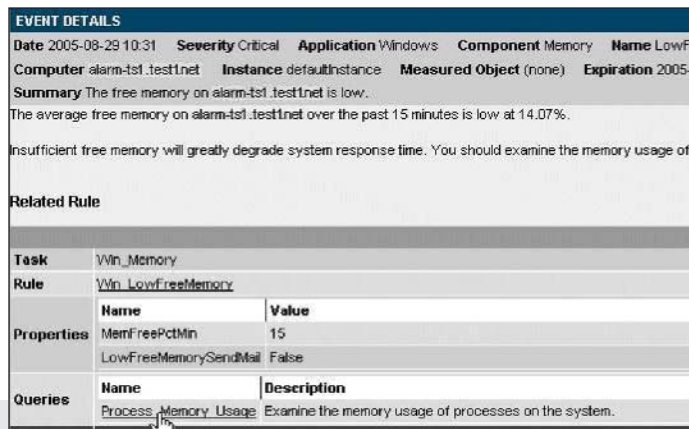 EVENT DETAILS
Date 2005-08-29 10:31 Severity Critical Application Windows Component Memory Name
Computer alarm-ts1.test1net Instance defaultInstance Measured Object (none) Expiration 2005-
Summary The free memory on alarm-ts1.test1net is low.
The average free memory on alarm-ts1.test1net over the past 15 minutes is low at 14.07%.
Insufficient free memory will greatly degrade system response time. You should examine the memory usage of
Related Rule
Task Win_Memory
Rule Win_LowFreeMemory
Name Value
Properties MemFreePctMin 15
LowFreeMemorySendMail False
Queries Name Description
Process_Memory_Usage Examine the memory usage of processes on the system.